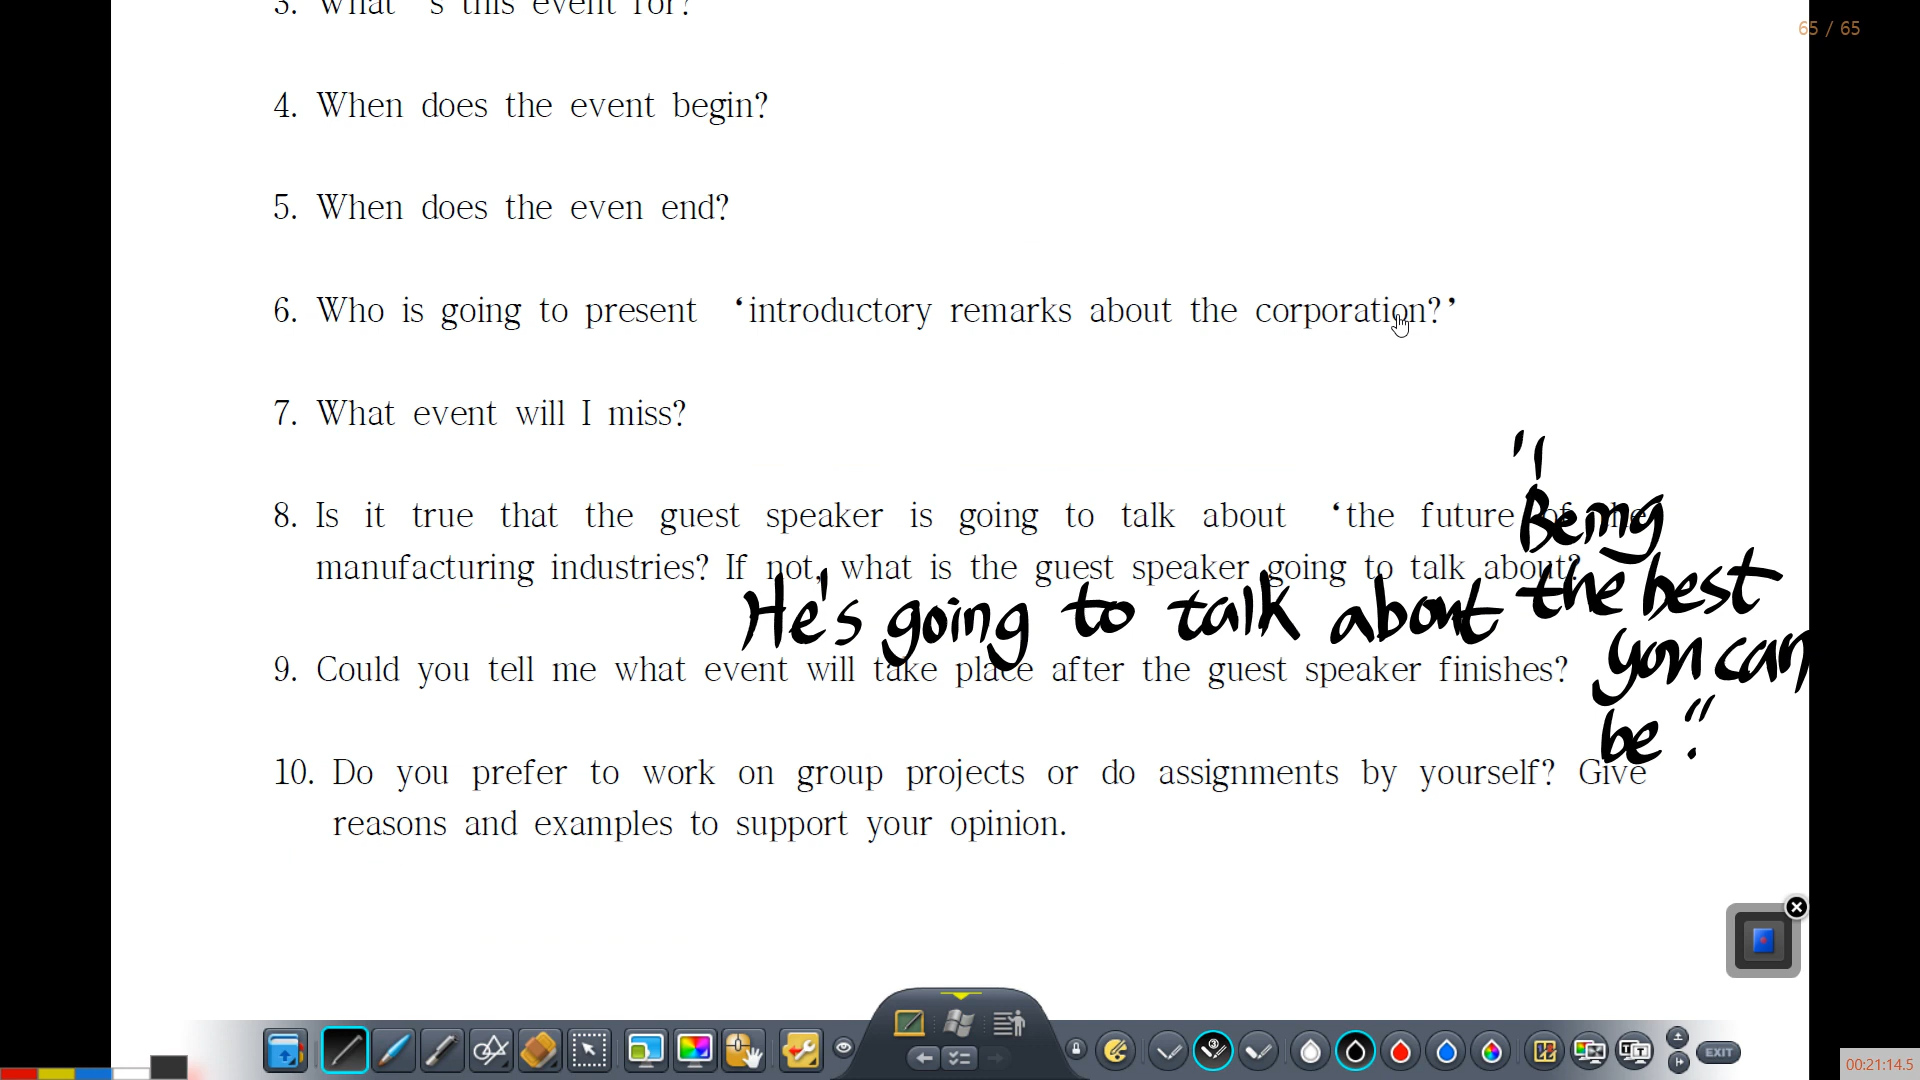 3. What 's this event for?
65 / 65
4. When does the event begin?
5. When does the even end?
6. Who is going to present ‘introductory remarks about the corporation?’
7. What event will I miss?
8. Is it true that the guest speaker is going to talk about ‘the future of the
manufacturing industries? If not, what is the guest speaker going to talk about?
He's going to talk about "Being
the best
you can
be."
9. Could you tell me what event will take place after the guest speaker finishes?
10. Do you prefer to work on group projects or do assignments by yourself? Give
reasons and examples to support your opinion.
EXIT
00:21:14.5